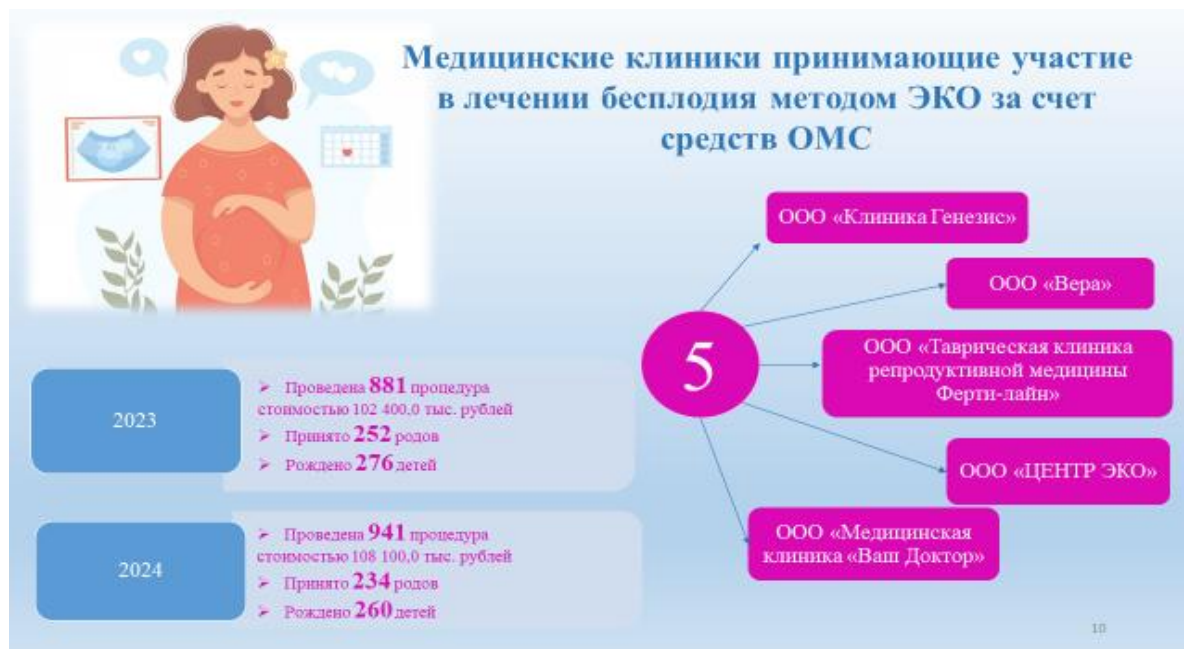 Медицинские клиники принимающие участие
в лечении бесплодия методом ЭКО за счет
средств ОМС
ООО «Клиника Генезис»
ООО «Вера»
5
ООО «Таврическая клиника
репродуктивной медицины
Ферти-лайн»
ООО «ЦЕНТР ЭКО»
ООО «Медицинская
клиника «Ваш Доктор»
2023
➢ Проведена 881 процедура
стоимостью 102 400,0 тыс. рублей
➢ Принято 252 родов
➢ Рождено 276 детей
2024
➢ Проведена 941 процедура
стоимостью 108 100,0 тыс. рублей
➢ Принято 234 родов
➢ Рождено 260 детей
10